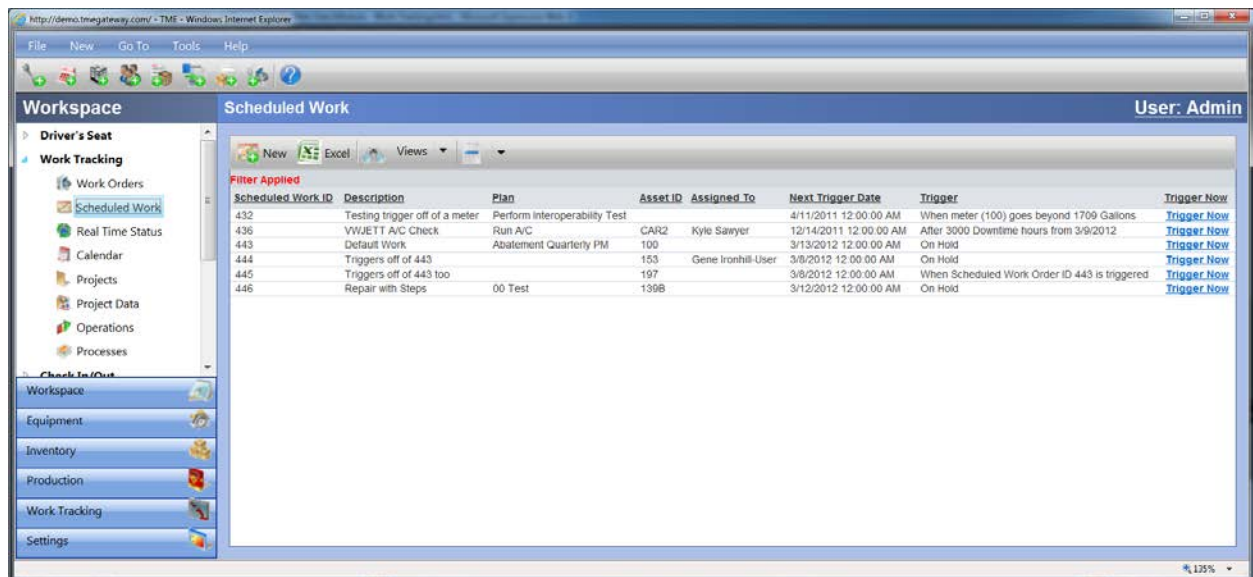 http://demo.tmegateway.com/ - TME - Windows Internet Explorer
File New Go To Tools Help
Workspace
Scheduled Work
User: Admin
Driver's Seat
Work Tracking
Work Orders
Scheduled Work
Real Time Status
Calendar
Projects
Project Data
Operations
Processes
Check In/Out
Workspace
Equipment
Inventory
Production
Work Tracking
Settings
New Excel Views
Filter Applied
Scheduled Work ID Description Plan Asset ID Assigned To Next Trigger Date Trigger Trigger Now
432 Testing trigger off of a meter Perform Interoperability Test 4/11/2011 12:00:00 AM When meter (100) goes beyond 1709 Gallons Trigger Now
436 VWJETT A/C Check Run A/C CAR2 Kyle Sawyer 12/14/2011 12:00:00 AM After 3000 Downtime hours from 3/9/2012 Trigger Now
443 Default Work Abatement Quarterly PM 100 3/13/2012 12:00:00 AM On Hold Trigger Now
444 Triggers off of 443 153 Gene Ironhill-User 3/8/2012 12:00:00 AM On Hold Trigger Now
445 Triggers off of 443 too 197 3/8/2012 12:00:00 AM When Scheduled Work Order ID 443 is triggered Trigger Now
446 Repair with Steps 00 Test 139B 3/12/2012 12:00:00 AM On Hold Trigger Now
135%